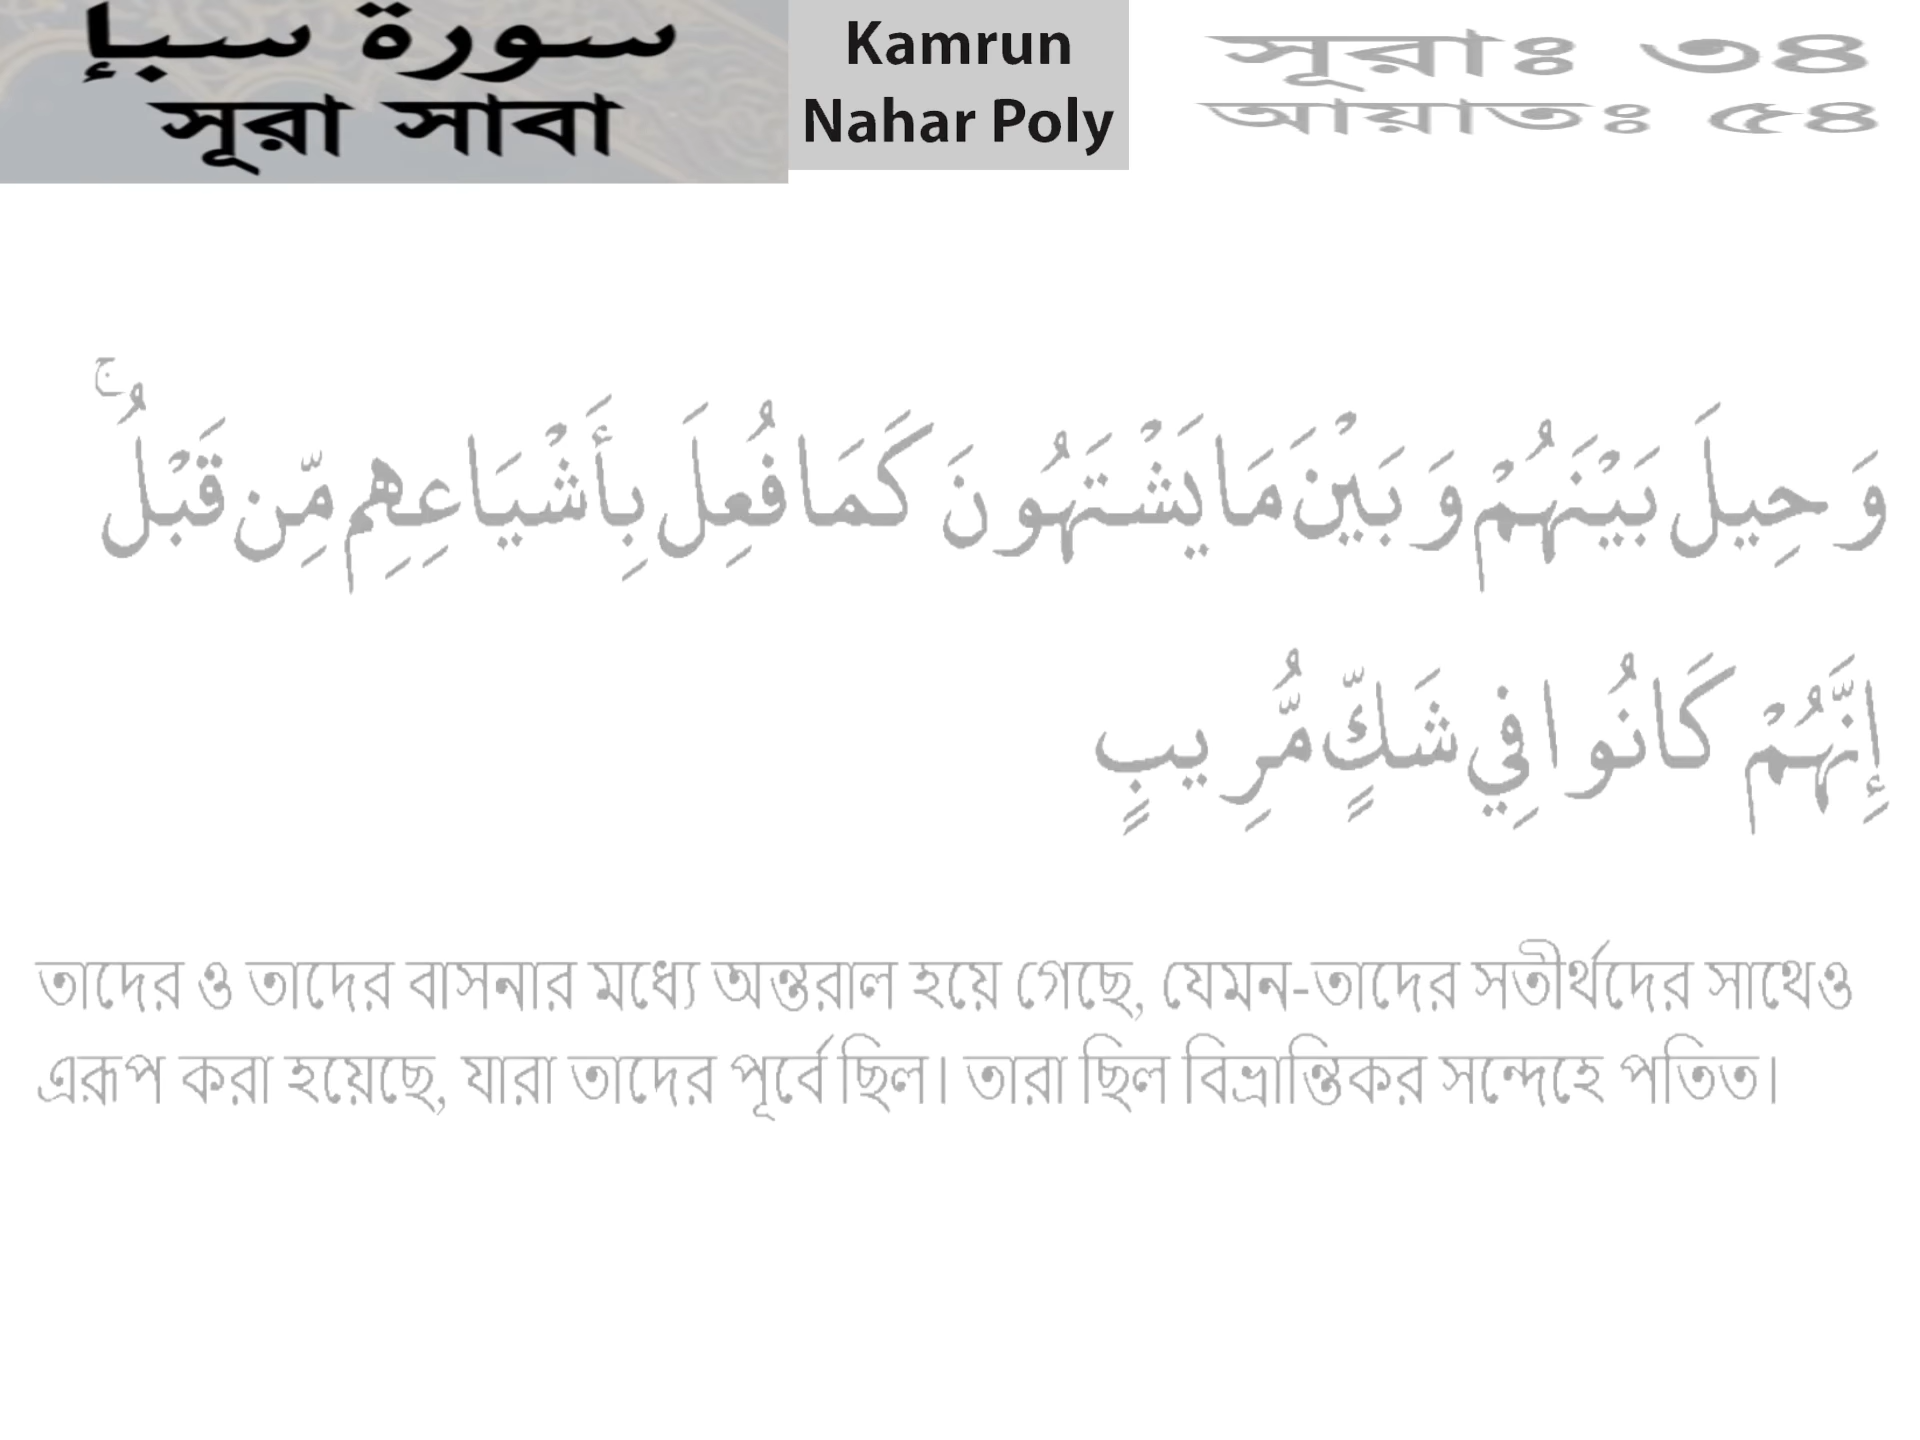 سورة سبإ
সূরা সাবা
Kamrun
Nahar Poly
সূরাঃ ৩৪
আয়াতঃ ৫৪
وَحِيلَ بَيْنَهُمْ وَبَيْنَ مَا يَشْتَهُونَ كَمَا فُعِلَ بِأَشْيَاعِهِم مِّن قَبْلُ ۚ
إِنَّهُمْ كَانُوا فِي شَكٍّ مُّرِيبٍ
তাদের ও তাদের বাসনার মধ্যে অন্তরাল হয়ে গেছে, যেমন-তাদের সতীর্থদের সাথেও
এরূপ করা হয়েছে, যারা তাদের পূর্বে ছিল। তারা ছিল বিভ্রান্তিকর সন্দেহে পতিত।